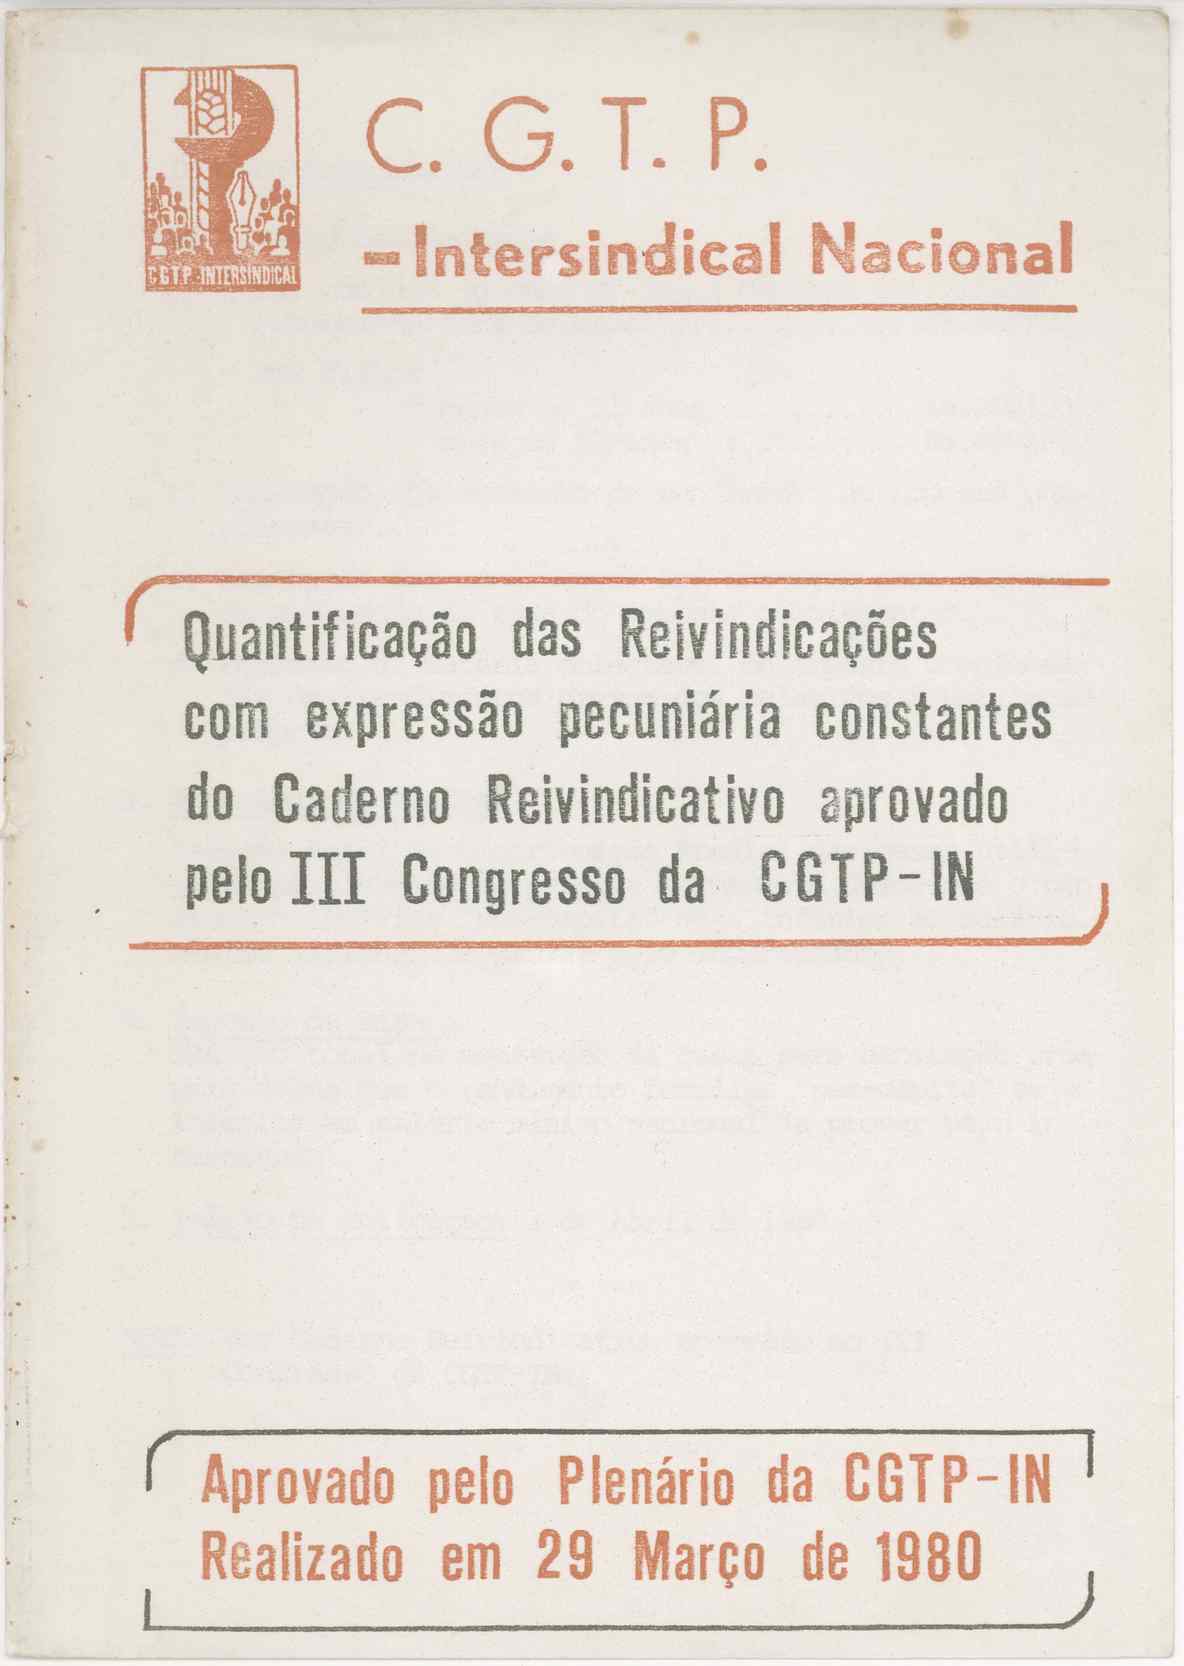 C.G.T.P.-INTERSINDICAL
C. G. T. P.
-Intersindical Nacional
Quantificação das Reivindicações
com expressão pecuniária constantes
do Caderno Reivindicativo aprovado
pelo III Congresso da CGTP-IN
Aprovado pelo Plenário da CGTP-IN
Realizado em 29 Março de 1980